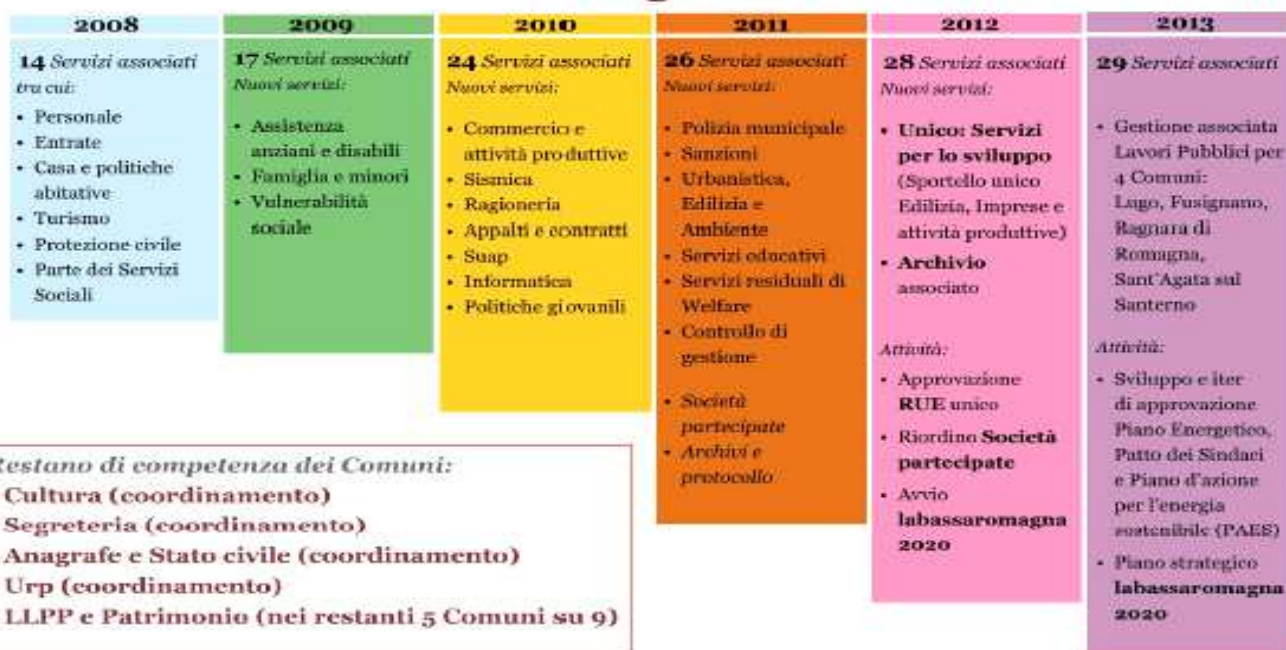 2008
14 Servizi associati
tra cui:
• Personale
• Entrate
• Casa e politiche
abitative
• Turismo
• Protezione civile
• Parte dei Servizi
Sociali
2009
17 Servizi associati
Nuovi servizi:
• Assistenza
anziani e disabili
• Famiglia e minori
• Vulnerabilità
sociale
2010
24 Servizi associati
Nuovi servizi:
• Commercio e
attività produttive
• Sismica
• Ragioneria
• Appalti e contratti
• Suap
• Informatica
• Politiche giovanili
2011
26 Servizi associati
Nuovi servizi:
• Polizia municipale
• Sanzioni
• Urbanistica,
Edilizia e
Ambiente
• Servizi educativi
• Servizi residuali di
Welfare
• Controllo di
gestione
• Società
partecipate
• Archivi e
protocollo
2012
28 Servizi associati
Nuovi servizi:
• Unico: Servizi
per lo sviluppo
(Sportello unico
Edilizia, Imprese e
attività produttive)
• Archivio
associato
Attività:
• Approvazione
RUE unico
• Riordino Società
partecipate
• Avvio
labassaromagna
2020
2013
29 Servizi associati
• Gestione associata
Lavori Pubblici per
4 Comuni:
Lugo, Fusignano,
Bagnara di
Romagna,
Sant'Agata sul
Santerno
Attività:
• Sviluppo e iter
di approvazione
Piano Energetico,
Patto dei Sindaci
e Piano d'azione
per l'energia
sostenibile (PAES)
• Piano strategico
labassaromagna
2020
Restano di competenza dei Comuni:
Cultura (coordinamento)
Segreteria (coordinamento)
Anagrafe e Stato civile (coordinamento)
Urp (coordinamento)
LLPP e Patrimonio (nei restanti 5 Comuni su 9)